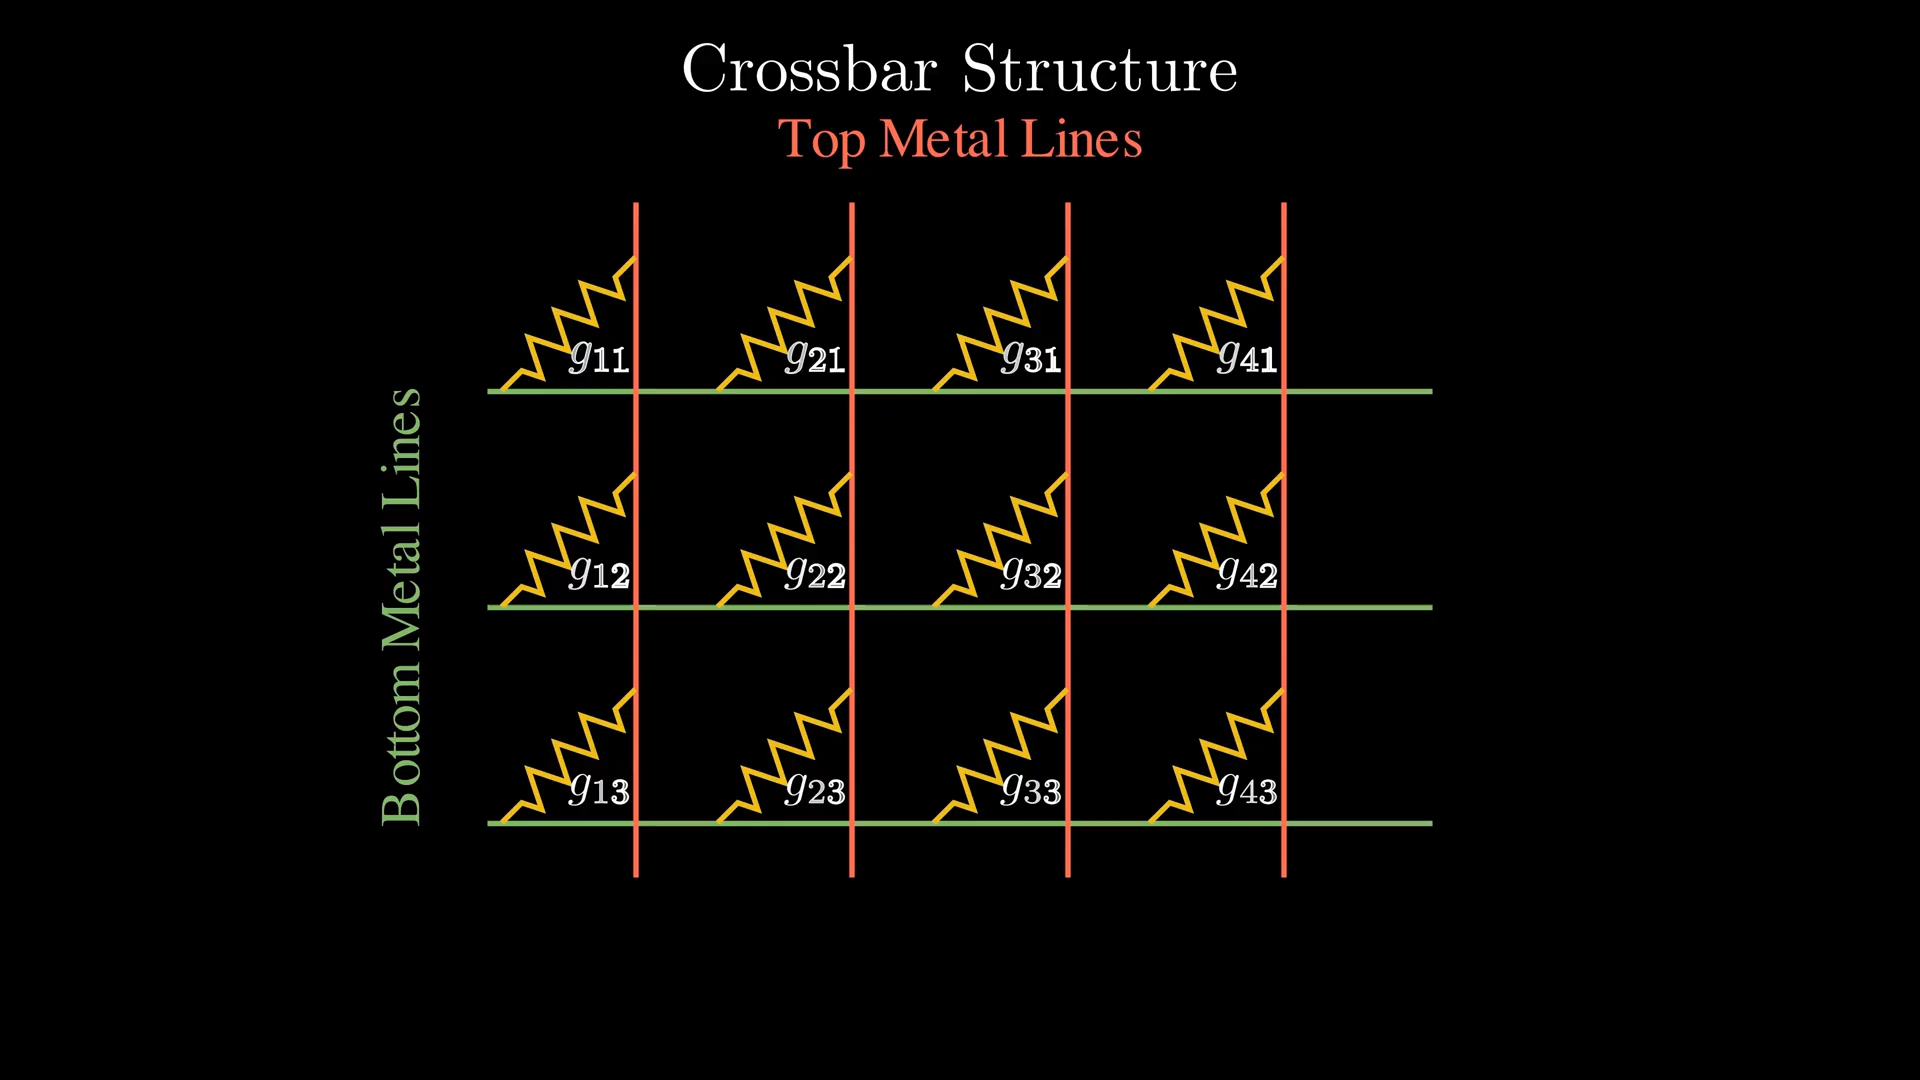 Crossbar Structure
Top Metal Lines
Bottom Metal Lines
g11 g21 g31 g41
g12 g22 g32 g42
g13 g23 g33 g43